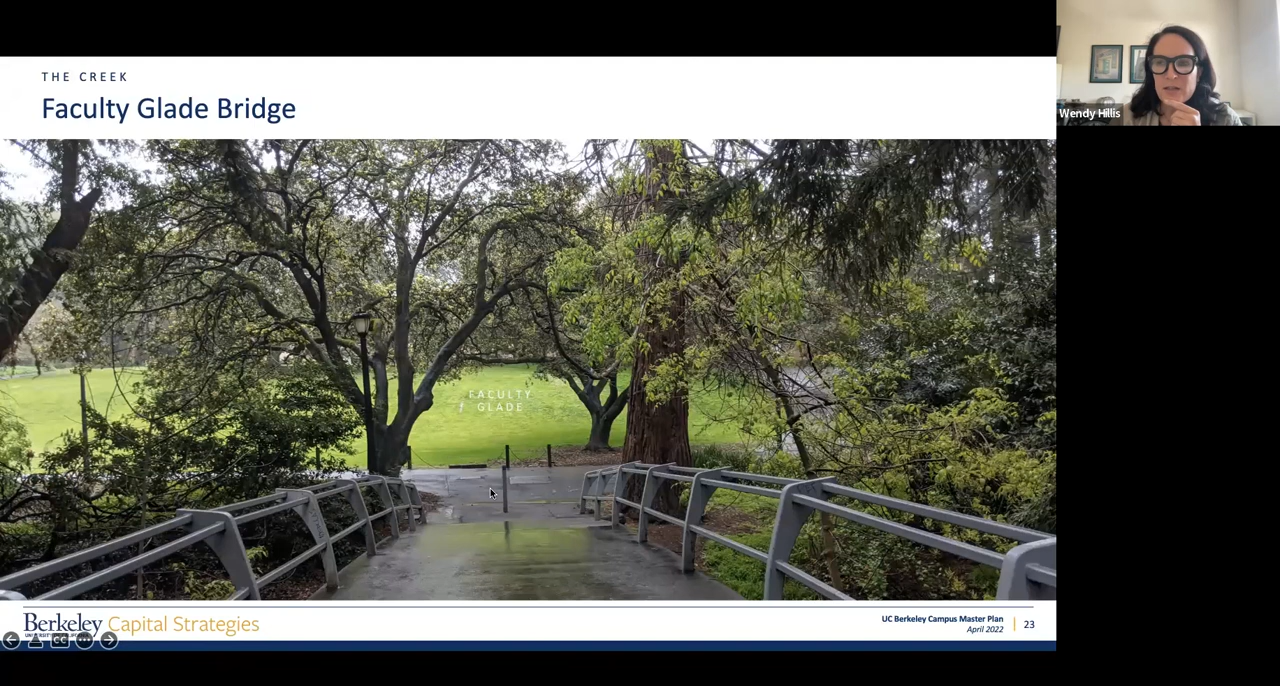 THE CREEK
Faculty Glade Bridge
FACULTY
GLADE
Berkeley Capital Strategies
UC Berkeley Campus Master Plan
April 2022
23
CC
Wendy Hillis